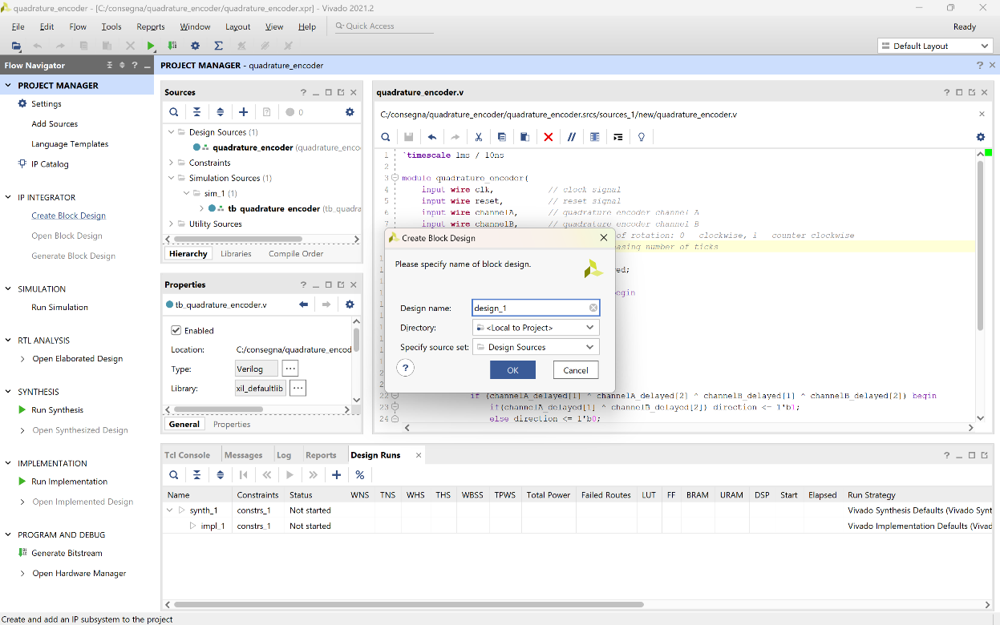 quadrature_encoder - [C:/consegna/quadrature_encoder/quadrature_encoder.xpr] - Vivado 2021.2
File Edit Flow Tools Reports Window Layout View Help Quick Access Ready
Default Layout
Flow Navigator
PROJECT MANAGER - quadrature_encoder
PROJECT MANAGER
Settings
Add Sources
Language Templates
IP Catalog
IP INTEGRATOR
Create Block Design
Open Block Design
Generate Block Design
SIMULATION
Run Simulation
RTL ANALYSIS
Open Elaborated Design
SYNTHESIS
Run Synthesis
Open Synthesized Design
IMPLEMENTATION
Run Implementation
Open Implemented Design
PROGRAM AND DEBUG
Generate Bitstream
Open Hardware Manager
Sources
0
Design Sources (1)
quadrature_encoder (quadrature_enco
Constraints
Simulation Sources (1)
sim_1 (1)
tb_quadrature_encoder (tb_quadra
Utility Sources
Hierarchy Libraries Compile Order
Properties
tb_quadrature_encoder.v
Enabled
Location: C:/consegna/quadrature_encod
Type: Verilog
Library: xil_defaultlib
General Properties
quadrature_encoder.v
C:/consegna/quadrature_encoder/quadrature_encoder.srcs/sources_1/new/quadrature_encoder.v
1 `timescale 1ms / 10ns
2
3 module quadrature_encoder(
4 input wire clk, // clock signal
5 input wire reset, // reset signal
6 input wire channelA, // quadrature encoder channel A
7 input wire channelB, // quadrature encoder channel B
of rotation: 0 clockwise, 1 counter clockwise
asing number of ticks
ed;
egin
22 if (channelA_delayed[1] ^ channelA_delayed[2] ^ channelB_delayed[1] ^ channelB_delayed[2]) begin
23 if(channelA_delayed[1] ^ channelB_delayed[2]) direction <= 1'b1;
24 else direction <= 1'b0;
Create Block Design
Please specify name of block design.
Design name: design_1
Directory: <Local to Project>
Specify source set: Design Sources
? OK Cancel
Tcl Console Messages Log Reports Design Runs
Name Constraints Status WNS TNS WHS THS WBSS TPWS Total Power Failed Routes LUT FF BRAM URAM DSP Start Elapsed Run Strategy
synth_1 constrs_1 Not started Vivado Synthesis Defaults (Vivado Synt
impl_1 constrs_1 Not started Vivado Implementation Defaults (Vivad
Create and add an IP subsystem to the project